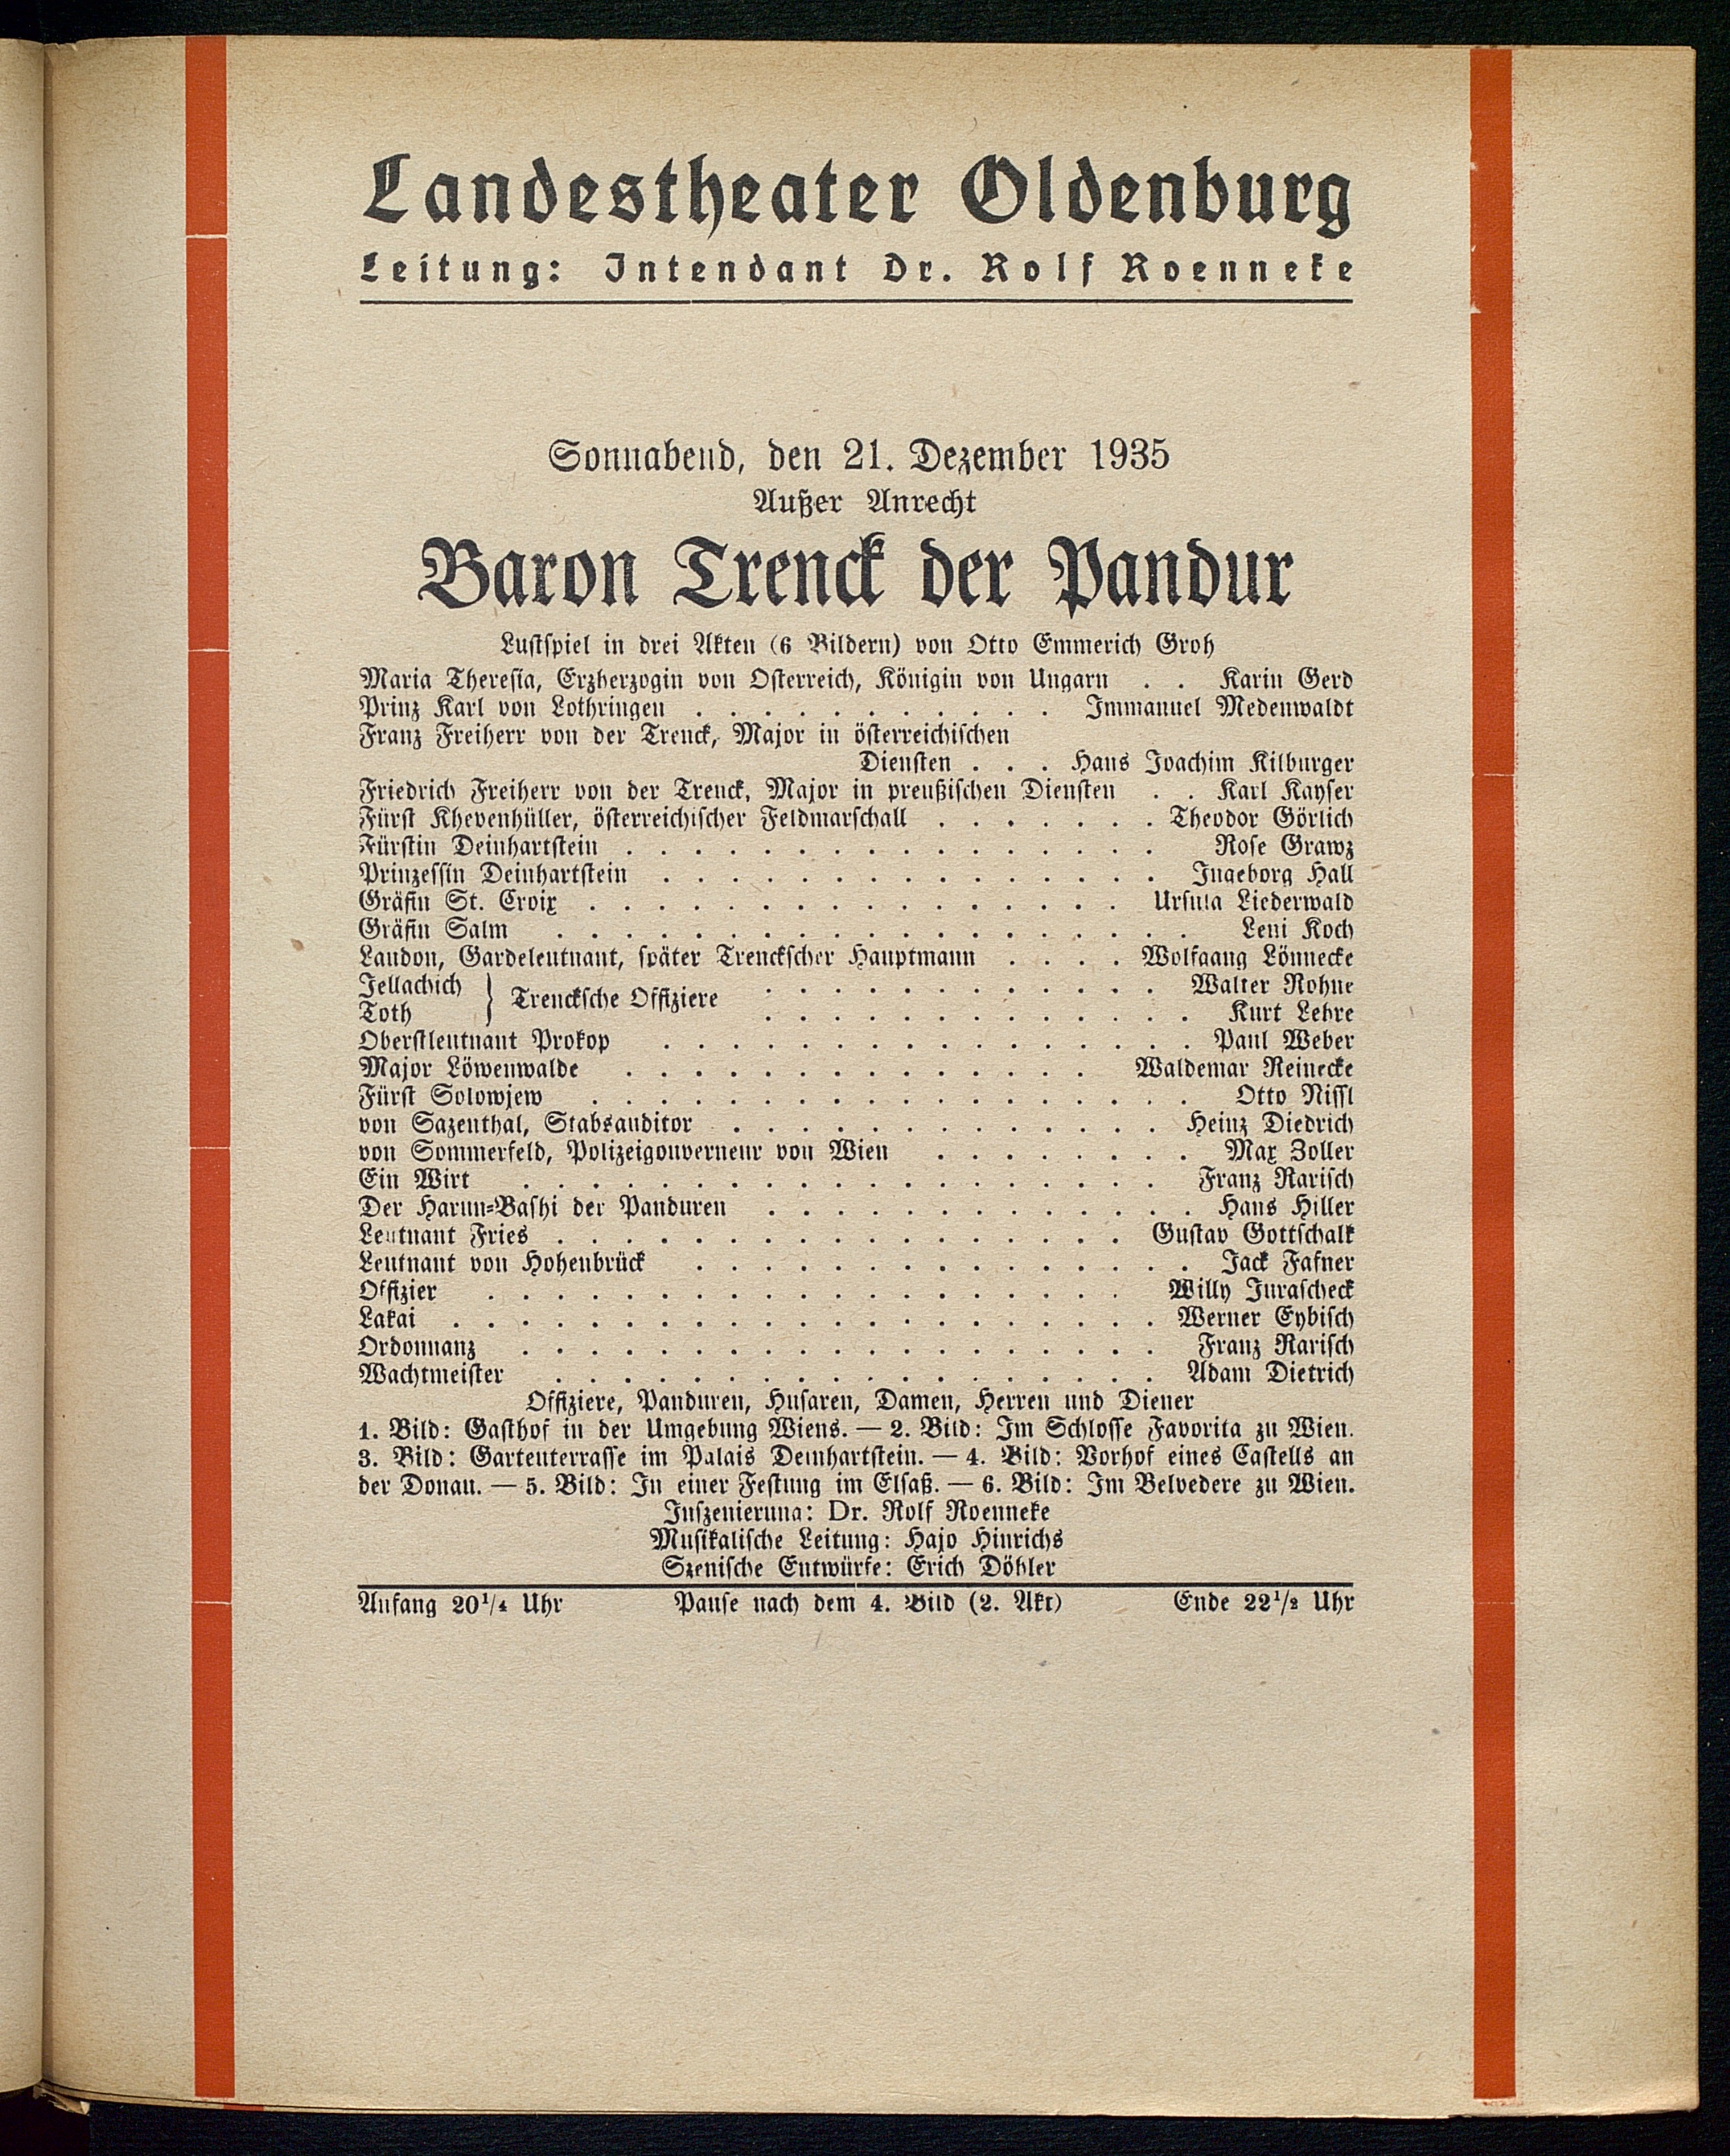 Landestheater Oldenburg
Leitung: Intendant Dr. Rolf Roenneke
Sonnabend, den 21. Dezember 1935
Außer Anrecht
Baron Trenck der Pandur
Lustspiel in drei Akten (6 Bildern) von Otto Emmerich Groh
Maria Theresia, Erzherzogin von Österreich, Königin von Ungarn . . Karin Gerd
Prinz Karl von Lothringen . . . . . . . . . . . Immanuel Medenwaldt
Franz Freiherr von der Trenck, Major in österreichischen
Diensten . . . Hans Joachim Kilburger
Friedrich Freiherr von der Trenck, Major in preußischen Diensten . . Karl Kayser
Fürst Khevenhüller, österreichischer Feldmarschall . . . . . . . Theodor Görlich
Fürstin Deinhartstein . . . . . . . . . . . . . . . . Rose Grawz
Prinzessin Deinhartstein . . . . . . . . . . . . . . . Ingeborg Hall
Gräfin St. Croix . . . . . . . . . . . . . . . . Ursula Liederwald
Gräfin Salm . . . . . . . . . . . . . . . . . . . Leni Koch
Laudon, Gardeleutnant, später Trenckscher Hauptmann . . . . Wolfgang Lönnecke
Jellachich } Trencksche Offiziere . . . . . . . . . . . . Walter Rohne
Toth . . . . . . . . . . . . . Kurt Lehre
Oberstleutnant Prokop . . . . . . . . . . . . . . . . Paul Weber
Major Löwenwalde . . . . . . . . . . . . . . Waldemar Reinecke
Fürst Solowjew . . . . . . . . . . . . . . . . . . Otto Nissl
von Sazenthal, Stabsauditor . . . . . . . . . . . . . Heinz Diedrich
von Sommerfeld, Polizeigouverneur von Wien . . . . . . . . Max Zoller
Ein Wirt . . . . . . . . . . . . . . . . . . . Franz Rarisch
Der Harun-Bashi der Panduren . . . . . . . . . . . . . Hans Hiller
Leutnant Fries . . . . . . . . . . . . . . . . . Gustav Gottschalk
Leutnant von Hohenbrück . . . . . . . . . . . . . . . Jack Fafner
Offizier . . . . . . . . . . . . . . . . . . . Willy Jurascheck
Lakai . . . . . . . . . . . . . . . . . . . . . Werner Eybisch
Ordonnanz . . . . . . . . . . . . . . . . . . . Franz Rarisch
Wachtmeister . . . . . . . . . . . . . . . . . . Adam Dietrich
Offiziere, Panduren, Husaren, Damen, Herren und Diener
1. Bild: Gasthof in der Umgebung Wiens. — 2. Bild: Im Schlosse Favorita zu Wien.
3. Bild: Gartenterrasse im Palais Deinhartstein. — 4. Bild: Vorhof eines Castells an
der Donau. — 5. Bild: In einer Festung im Elsaß. — 6. Bild: Im Belvedere zu Wien.
Inszenierung: Dr. Rolf Roenneke
Musikalische Leitung: Hajo Hinrichs
Szenische Entwürfe: Erich Döhler
Anfang 20¹/₄ Uhr Pause nach dem 4. Bild (2. Akt) Ende 22¹/₂ Uhr